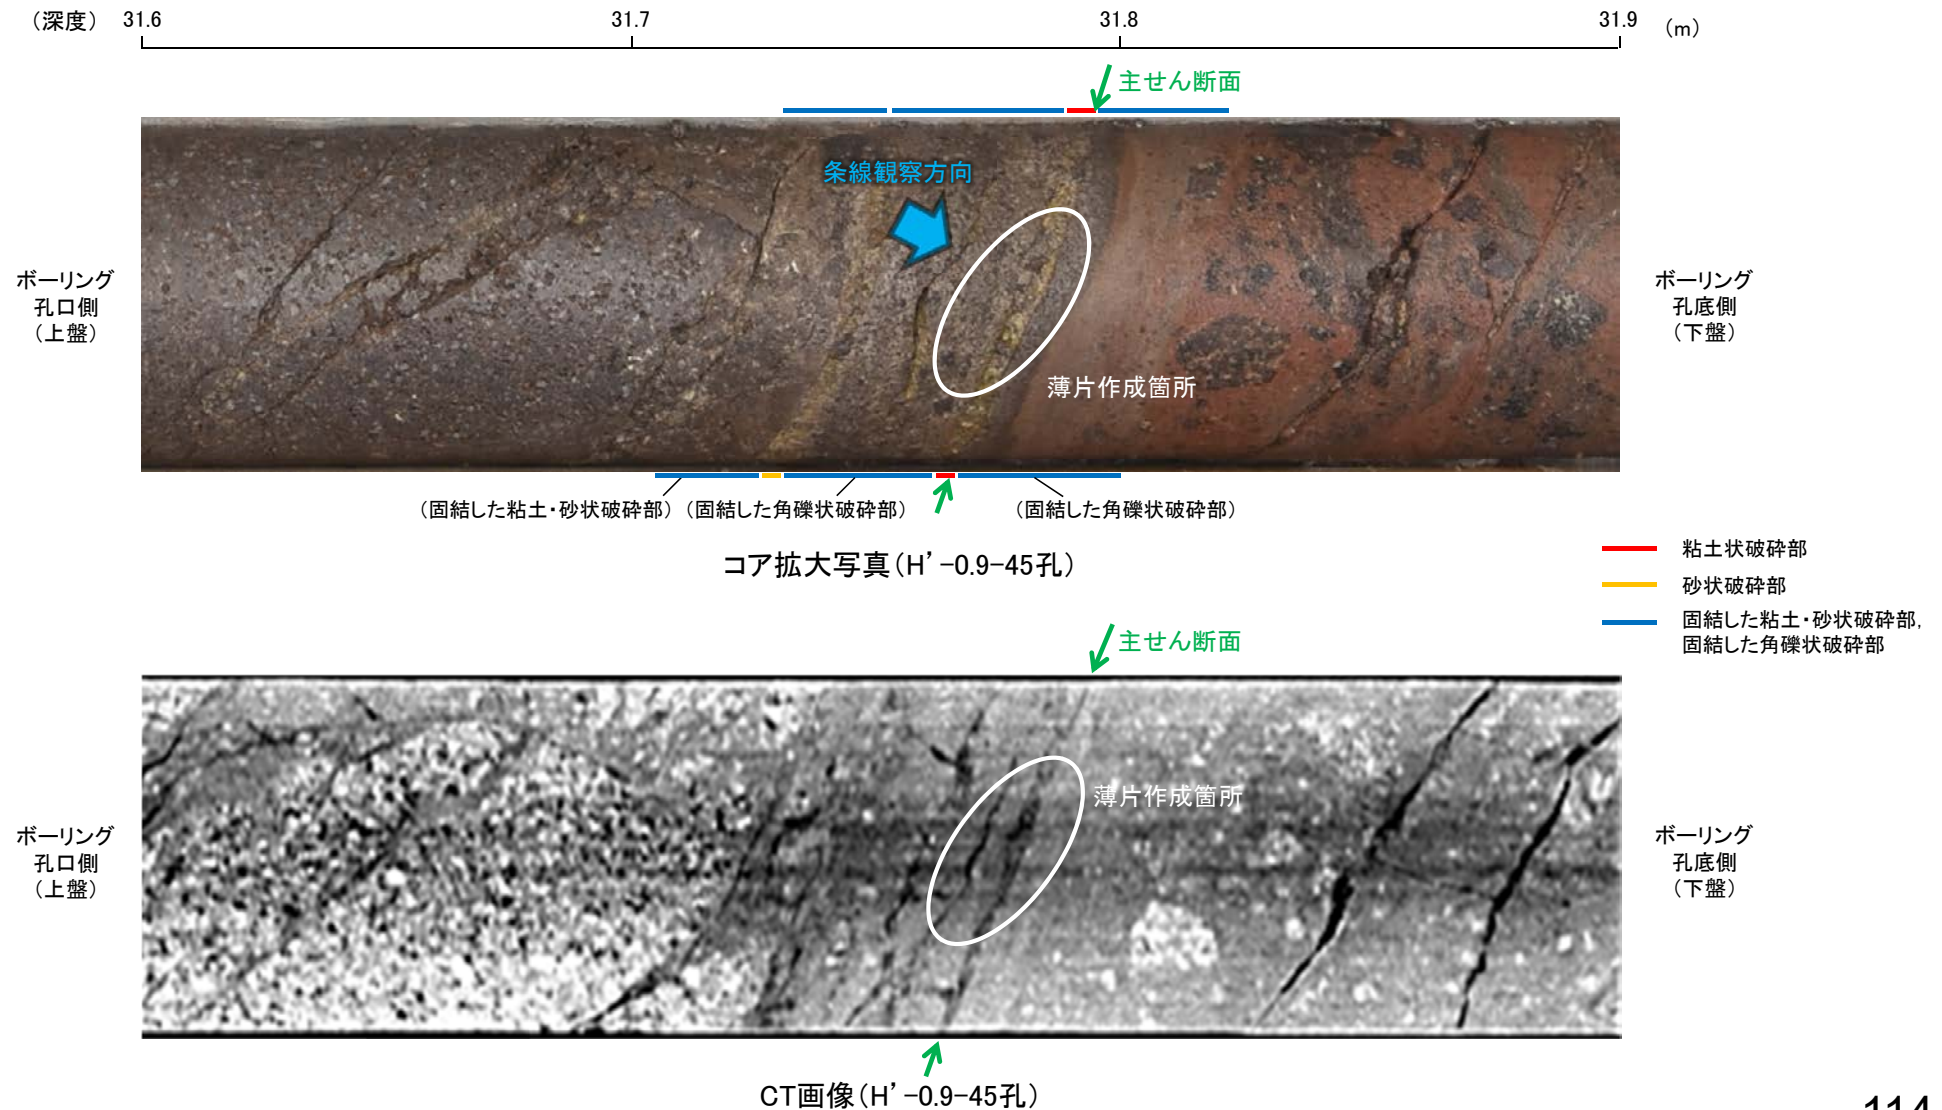 （深度） 31.6 31.7 31.8 31.9 （m）
主せん断面
条線観察方向
ボーリング
孔口側
（上盤）
ボーリング
孔底側
（下盤）
薄片作成箇所
（固結した粘土・砂状破砕部） （固結した角礫状破砕部） （固結した角礫状破砕部）
コア拡大写真（H’-0.9-45孔）
粘土状破砕部
砂状破砕部
固結した粘土・砂状破砕部,
固結した角礫状破砕部
主せん断面
薄片作成箇所
ボーリング
孔口側
（上盤）
ボーリング
孔底側
（下盤）
CT画像（H’-0.9-45孔）
114